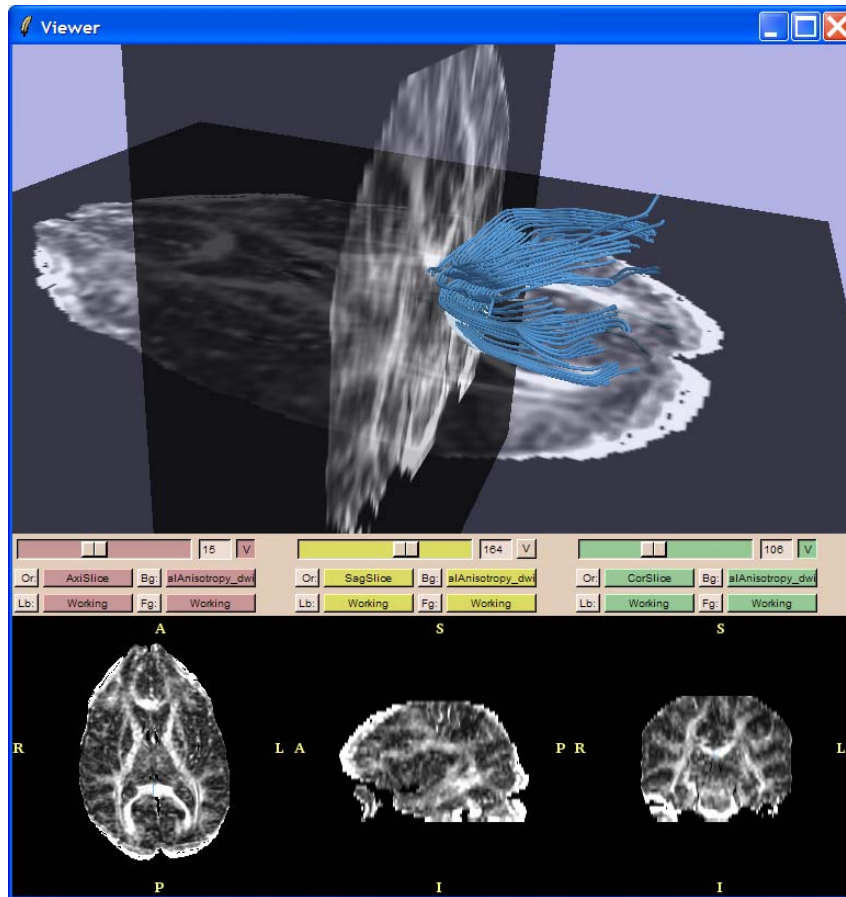 Viewer
15 V 164 V 106 V
Or: AxiSlice Bg: alAnisotropy_dwi Or: SagSlice Bg: alAnisotropy_dwi Or: CorSlice Bg: alAnisotropy_dwi
Lb: Working Fg: Working Lb: Working Fg: Working Lb: Working Fg: Working
A S S
R L A P R L
P I I